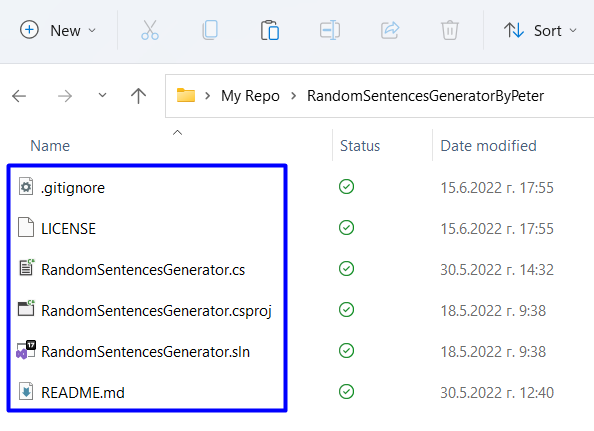 New Sort
My Repo RandomSentencesGeneratorByPeter
Name Status Date modified
.gitignore 15.6.2022 г. 17:55
LICENSE 15.6.2022 г. 17:55
RandomSentencesGenerator.cs 30.5.2022 г. 14:32
RandomSentencesGenerator.csproj 18.5.2022 г. 9:38
17 RandomSentencesGenerator.sln 18.5.2022 г. 9:38
README.md 30.5.2022 г. 12:40